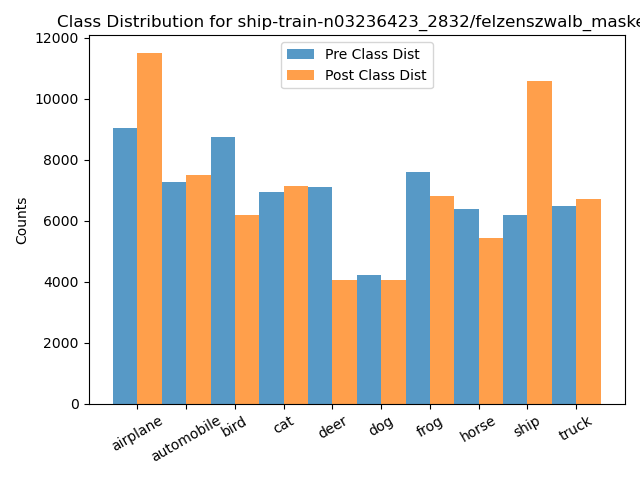 Class Distribution for ship-train-n03236423_2832/felzenszwalb_maske
Pre Class Dist
Post Class Dist
12000
10000
8000
6000
4000
2000
0
Counts
airplane
automobile
bird
cat
deer
dog
frog
horse
ship
truck